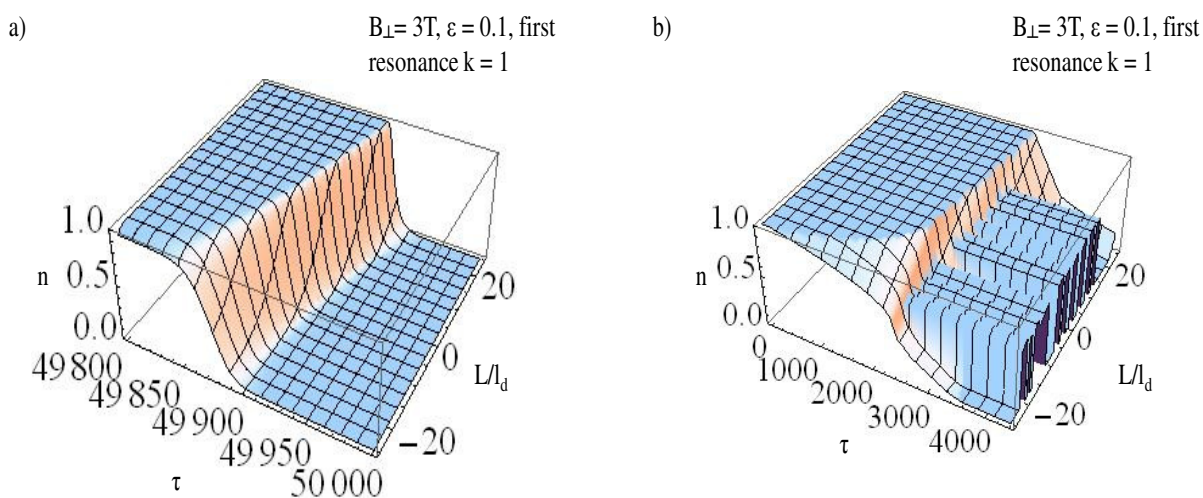 a)
B⊥= 3T, ε = 0.1, first
resonance k = 1
1.0
n 0.5
0.0
49 800
49 850
49 900
49 950
50 000
τ
20
0
−20
L/l_d
b)
B⊥= 3T, ε = 0.1, first
resonance k = 1
1.0
n 0.5
0.0
0
1000
2000
3000
4000
τ
20
0
−20
L/l_d